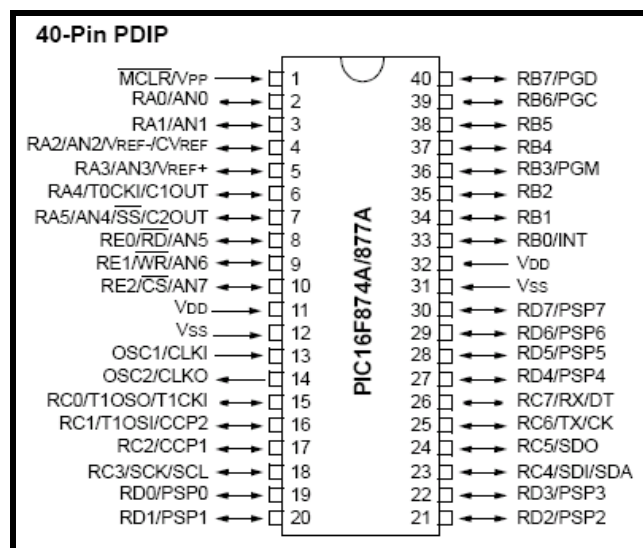 40-Pin PDIP
MCLR/VPP 1 40 RB7/PGD
RA0/AN0 2 39 RB6/PGC
RA1/AN1 3 38 RB5
RA2/AN2/VREF-/CVREF 4 37 RB4
RA3/AN3/VREF+ 5 36 RB3/PGM
RA4/T0CKI/C1OUT 6 35 RB2
RA5/AN4/SS/C2OUT 7 34 RB1
RE0/RD/AN5 8 33 RB0/INT
RE1/WR/AN6 9 32 VDD
RE2/CS/AN7 10 31 VSS
VDD 11 30 RD7/PSP7
VSS 12 29 RD6/PSP6
OSC1/CLKI 13 28 RD5/PSP5
OSC2/CLKO 14 27 RD4/PSP4
RC0/T1OSO/T1CKI 15 26 RC7/RX/DT
RC1/T1OSI/CCP2 16 25 RC6/TX/CK
RC2/CCP1 17 24 RC5/SDO
RC3/SCK/SCL 18 23 RC4/SDI/SDA
RD0/PSP0 19 22 RD3/PSP3
RD1/PSP1 20 21 RD2/PSP2
PIC16F874A/877A